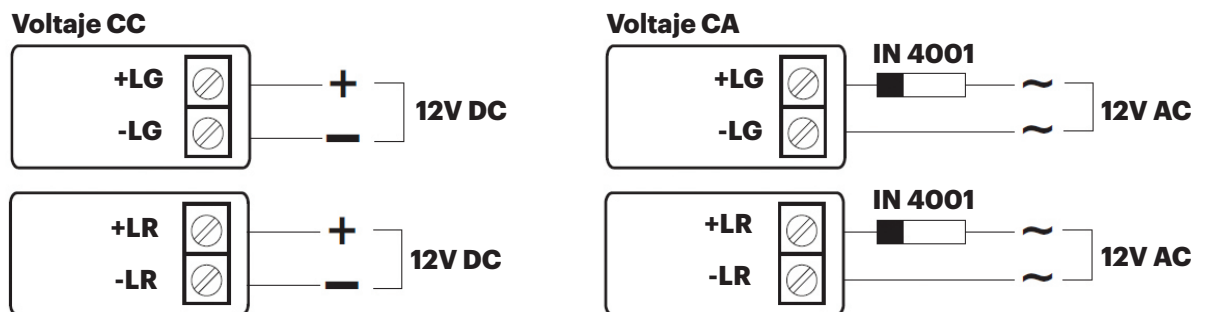 Voltaje CC
+LG
+
-LG
−
12V DC
+LR
+
-LR
−
12V DC
Voltaje CA
IN 4001
+LG
~
-LG
~
12V AC
IN 4001
+LR
~
-LR
~
12V AC